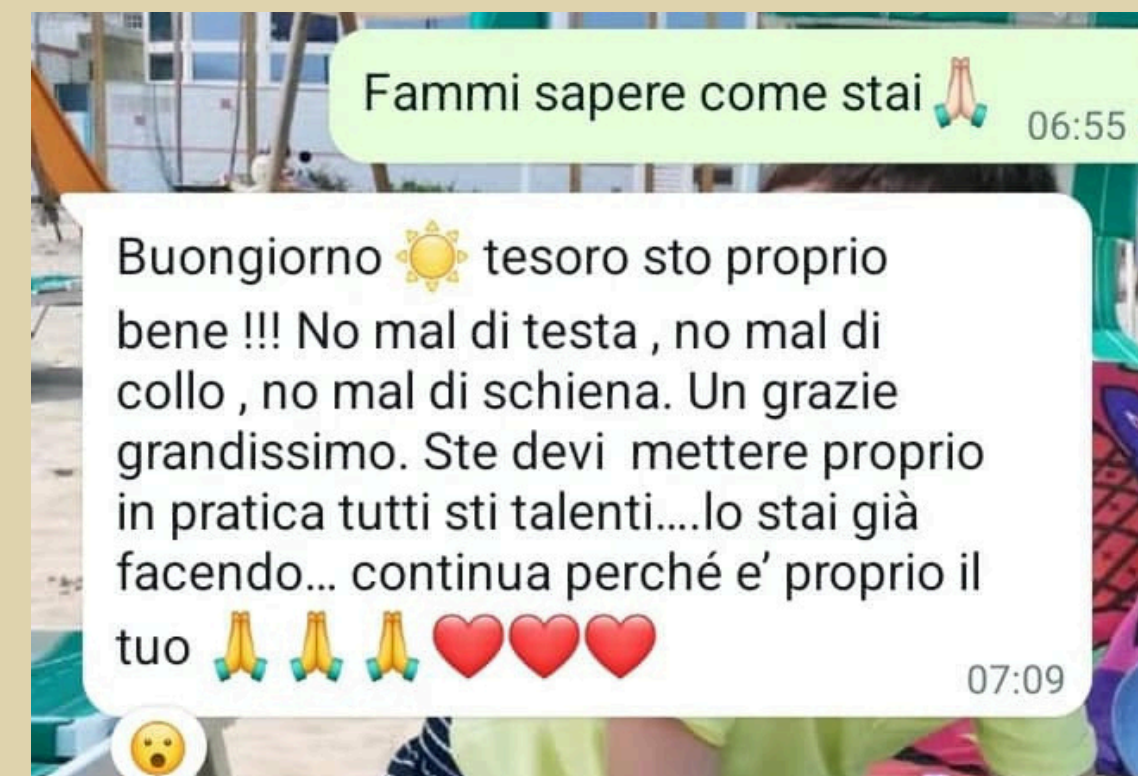 Fammi sapere come stai🙏🏻
06:55
Buongiorno ☀️ tesoro sto proprio
bene !!! No mal di testa , no mal di
collo , no mal di schiena. Un grazie
grandissimo. Ste devi  mettere proprio
in pratica tutti sti talenti....lo stai già
facendo... continua perché e’ proprio il
tuo 🙏 🙏 🙏❤️❤️❤️
07:09